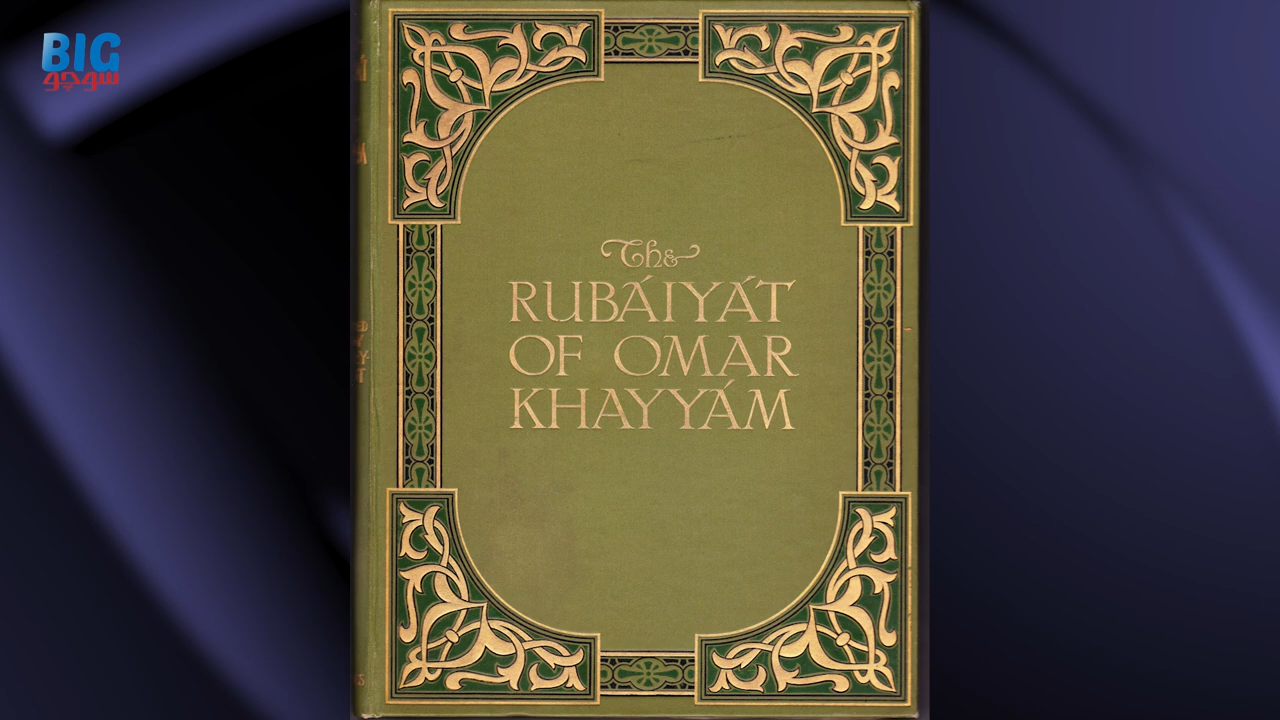 BIG
سوچو
The
RUBÁIYÁT
OF OMAR
KHAYYÁM